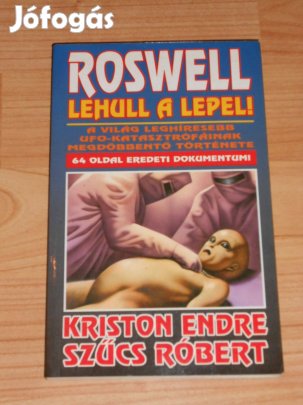 Jófogás
ROSWELL
LEHULL A LEPEL!
A VILÁG LEGHÍRESEBB
UFO-KATASZTRÓFÁINAK
MEGDÖBBENTŐ TÖRTÉNETE
64 OLDAL EREDETI DOKUMENTUM!
KRISTON ENDRE
SZŰCS RÓBERT